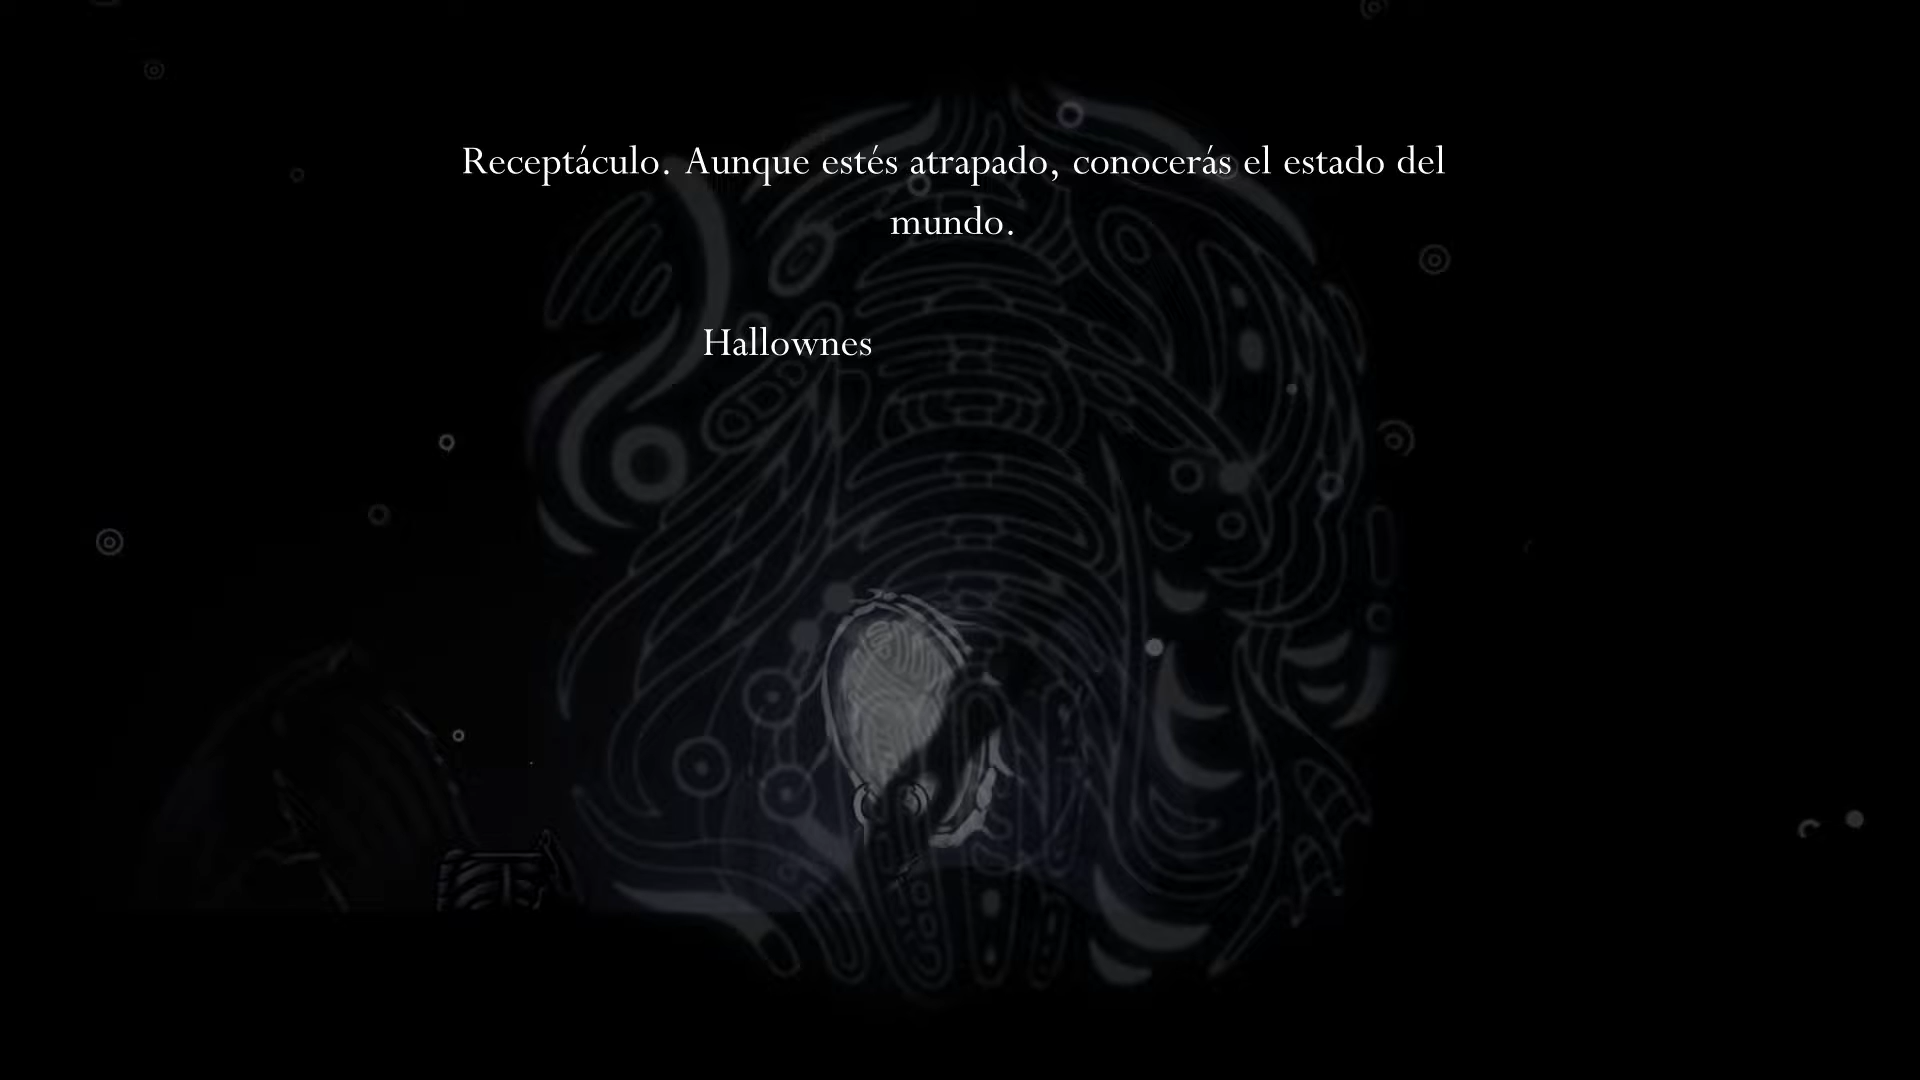 Receptáculo. Aunque estés atrapado, conocerás el estado del
mundo.
Hallownes